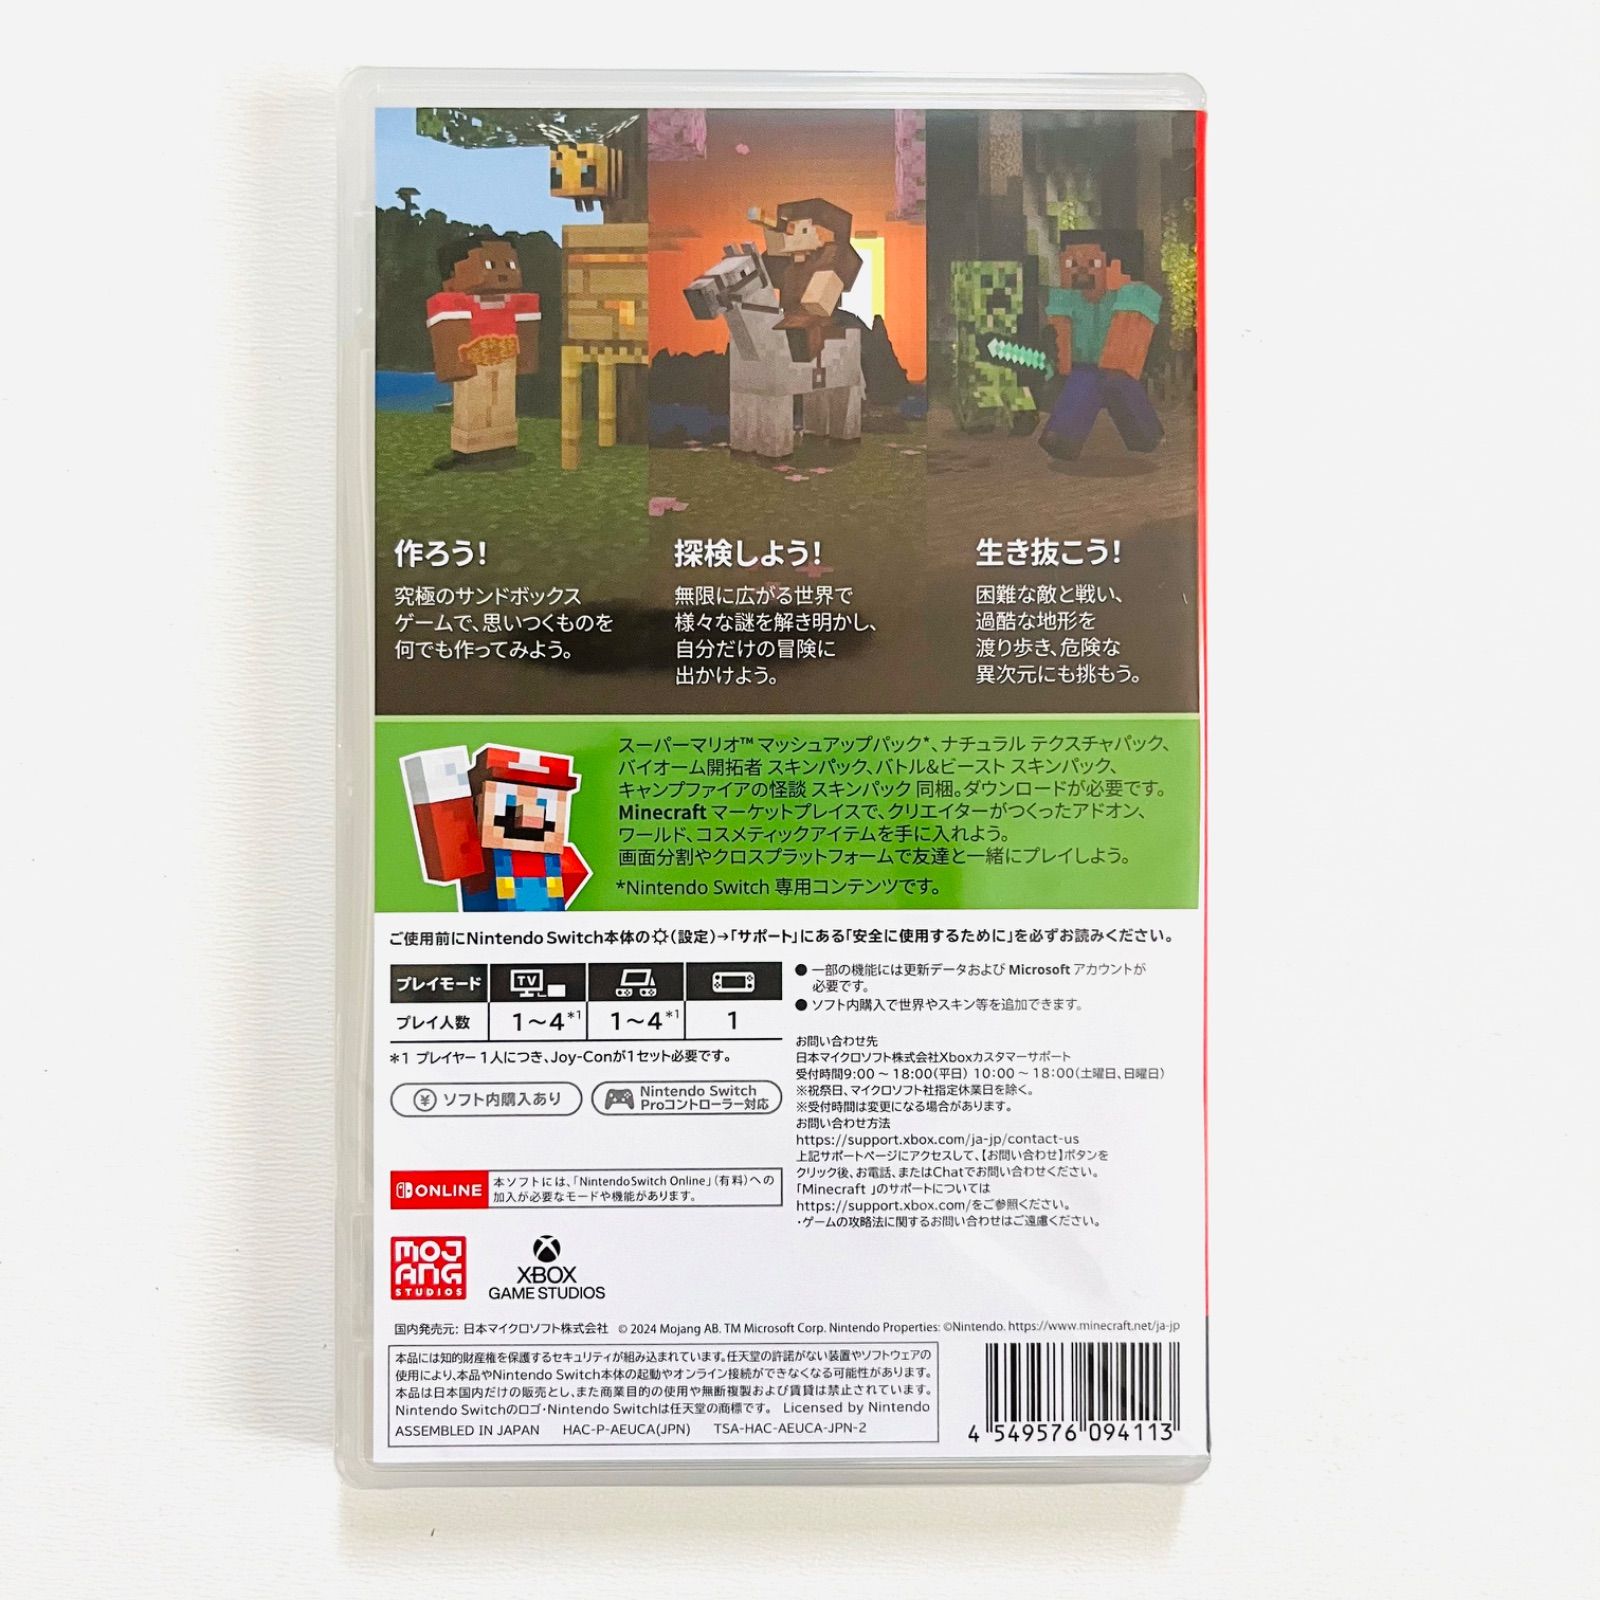 作ろう!
究極のサンドボックス
ゲームで、思いつくものを
何でも作ってみよう。
探検しよう!
無限に広がる世界で
様々な謎を解き明かし、
自分だけの冒険に
出かけよう。
生き抜こう!
困難な敵と戦い、
過酷な地形を
渡り歩き、危険な
異次元にも挑もう。
スーパーマリオ™ マッシュアップパック*、ナチュラル テクスチャパック、
バイオーム開拓者 スキンパック、バトル&ビースト スキンパック、
キャンプファイアの怪談 スキンパック 同梱。ダウンロードが必要です。
Minecraft マーケットプレイスで、クリエイターがつくったアドオン、
ワールド、コスメティックアイテムを手に入れよう。
画面分割やクロスプラットフォームで友達と一緒にプレイしよう。
*Nintendo Switch 専用コンテンツです。
ご使用前にNintendo Switch本体の(設定)→「サポート」にある「安全に使用するために」を必ずお読みください。
プレイモード TV
プレイ人数 1～4*1 1～4*1 1
*1 プレイヤー1人につき、Joy-Conが1セット必要です。
¥ ソフト内購入あり
Nintendo Switch
Proコントローラー対応
ONLINE
本ソフトには、「Nintendo Switch Online」(有料)への
加入が必要なモードや機能があります。
● 一部の機能には更新データおよび Microsoft アカウントが
必要です。
● ソフト内購入で世界やスキン等を追加できます。
お問い合わせ先
日本マイクロソフト株式会社Xboxカスタマーサポート
受付時間9:00 ～ 18:00(平日) 10:00 ～ 18:00(土曜日、日曜日)
※祝祭日、マイクロソフト社指定休業日を除く。
※受付時間は変更になる場合があります。
お問い合わせ方法
https://support.xbox.com/ja-jp/contact-us
上記サポートページにアクセスして、【お問い合わせ】ボタンを
クリック後、お電話、またはChatでお問い合わせください。
「Minecraft 」のサポートについては
https://support.xbox.com/をご参照ください。
・ゲームの攻略法に関するお問い合わせはご遠慮ください。
MOJ
ANG
STUDIOS
XBOX
GAME STUDIOS
国内発売元: 日本マイクロソフト株式会社 © 2024 Mojang AB. TM Microsoft Corp. Nintendo Properties: ©Nintendo. https://www.minecraft.net/ja-jp
本品には知的財産権を保護するセキュリティが組み込まれています。任天堂の許諾がない装置やソフトウェアの
使用により、本品やNintendo Switch本体の起動やオンライン接続ができなくなる可能性があります。
本品は日本国内だけの販売とし、また商業目的の使用や無断複製および賃貸は禁止されています。
Nintendo Switchのロゴ・Nintendo Switchは任天堂の商標です。 Licensed by Nintendo
ASSEMBLED IN JAPAN HAC-P-AEUCA(JPN) TSA-HAC-AEUCA-JPN-2
4 549576 094113